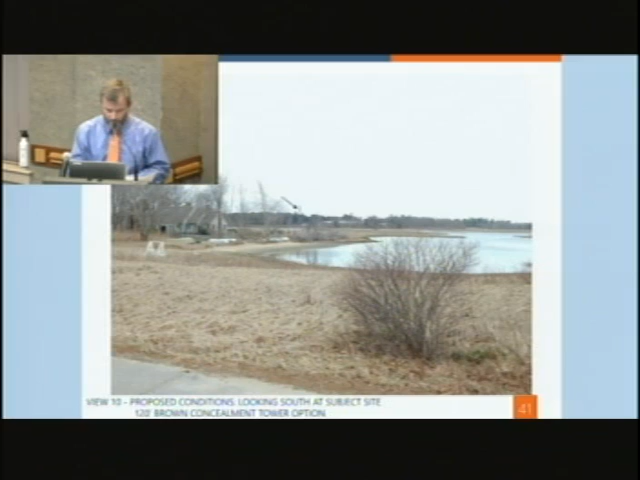 VIEW 10 - PROPOSED CONDITIONS: LOOKING SOUTH AT SUBJECT SITE
120' BROWN CONCEALMENT TOWER OPTION
41